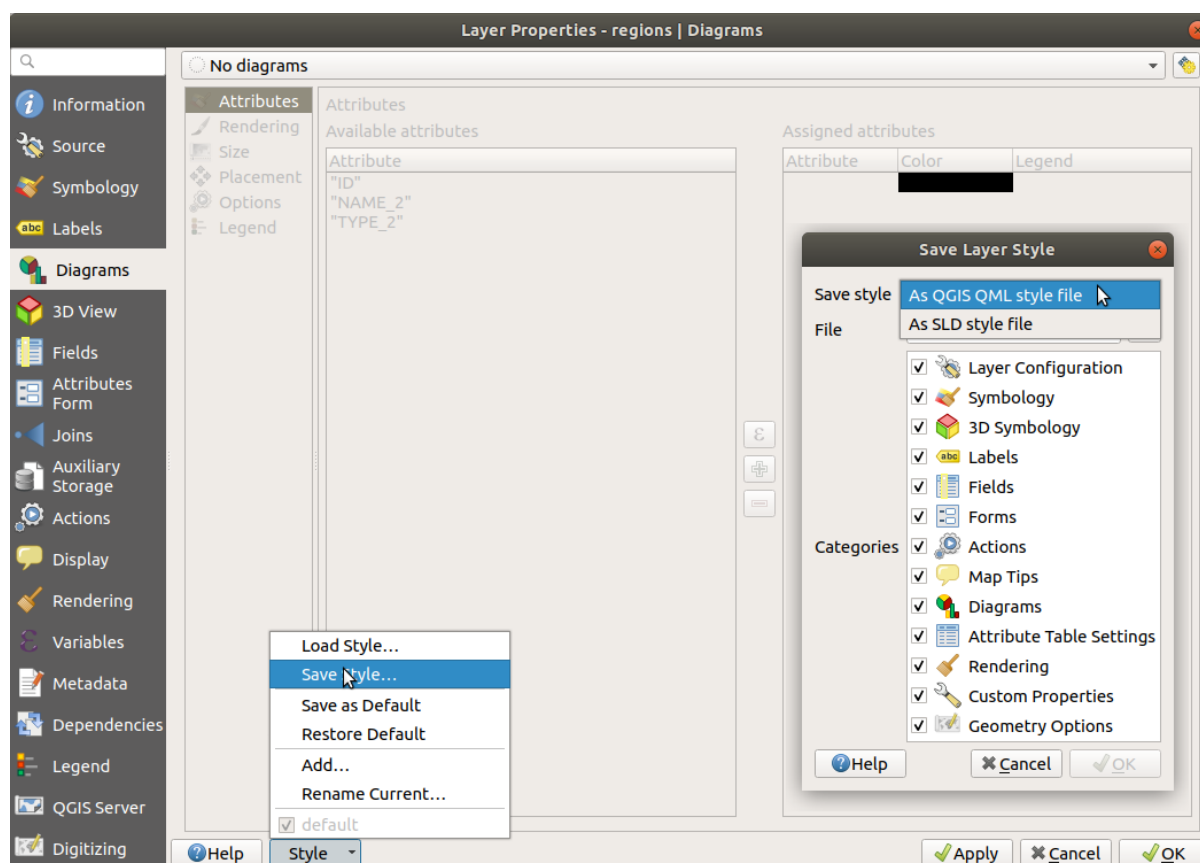 Layer Properties - regions | Diagrams
No diagrams
Information
Source
Symbology
abc Labels
Diagrams
3D View
Fields
Attributes
Form
Joins
Auxiliary
Storage
Actions
Display
Rendering
Variables
Metadata
Dependencies
Legend
QGIS Server
Digitizing
Attributes
Rendering
Size
Placement
Options
Legend
Attributes
Available attributes
Attribute
"ID"
"NAME_2"
"TYPE_2"
ε
Assigned attributes
Attribute Color Legend
Save Layer Style
Save style As QGIS QML style file
As SLD style file
File
Categories
Layer Configuration
Symbology
3D Symbology
abc Labels
Fields
Forms
Actions
Map Tips
Diagrams
Attribute Table Settings
Rendering
Custom Properties
Geometry Options
Help Cancel OK
Load Style...
Save Style...
Save as Default
Restore Default
Add...
Rename Current...
default
Help Style Apply Cancel OK